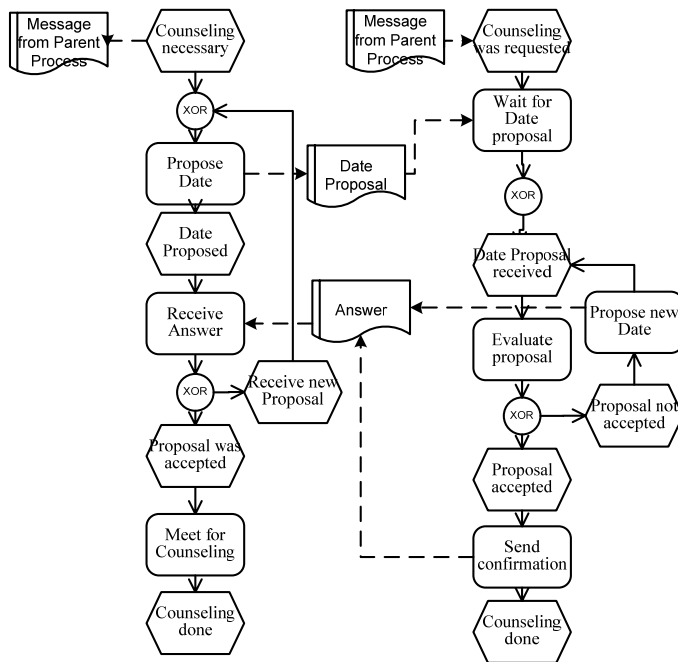 Message
from Parent
Process
Counseling
necessary
XOR
Propose
Date
Date
Proposed
Receive
Answer
XOR
Receive new
Proposal
Proposal was
accepted
Meet for
Counseling
Counseling
done
Date
Proposal
Answer
Message
from Parent
Process
Counseling
was requested
Wait for
Date
proposal
XOR
Date Proposal
received
Propose new
Date
Evaluate
proposal
XOR
Proposal not
accepted
Proposal
accepted
Send
confirmation
Counseling
done